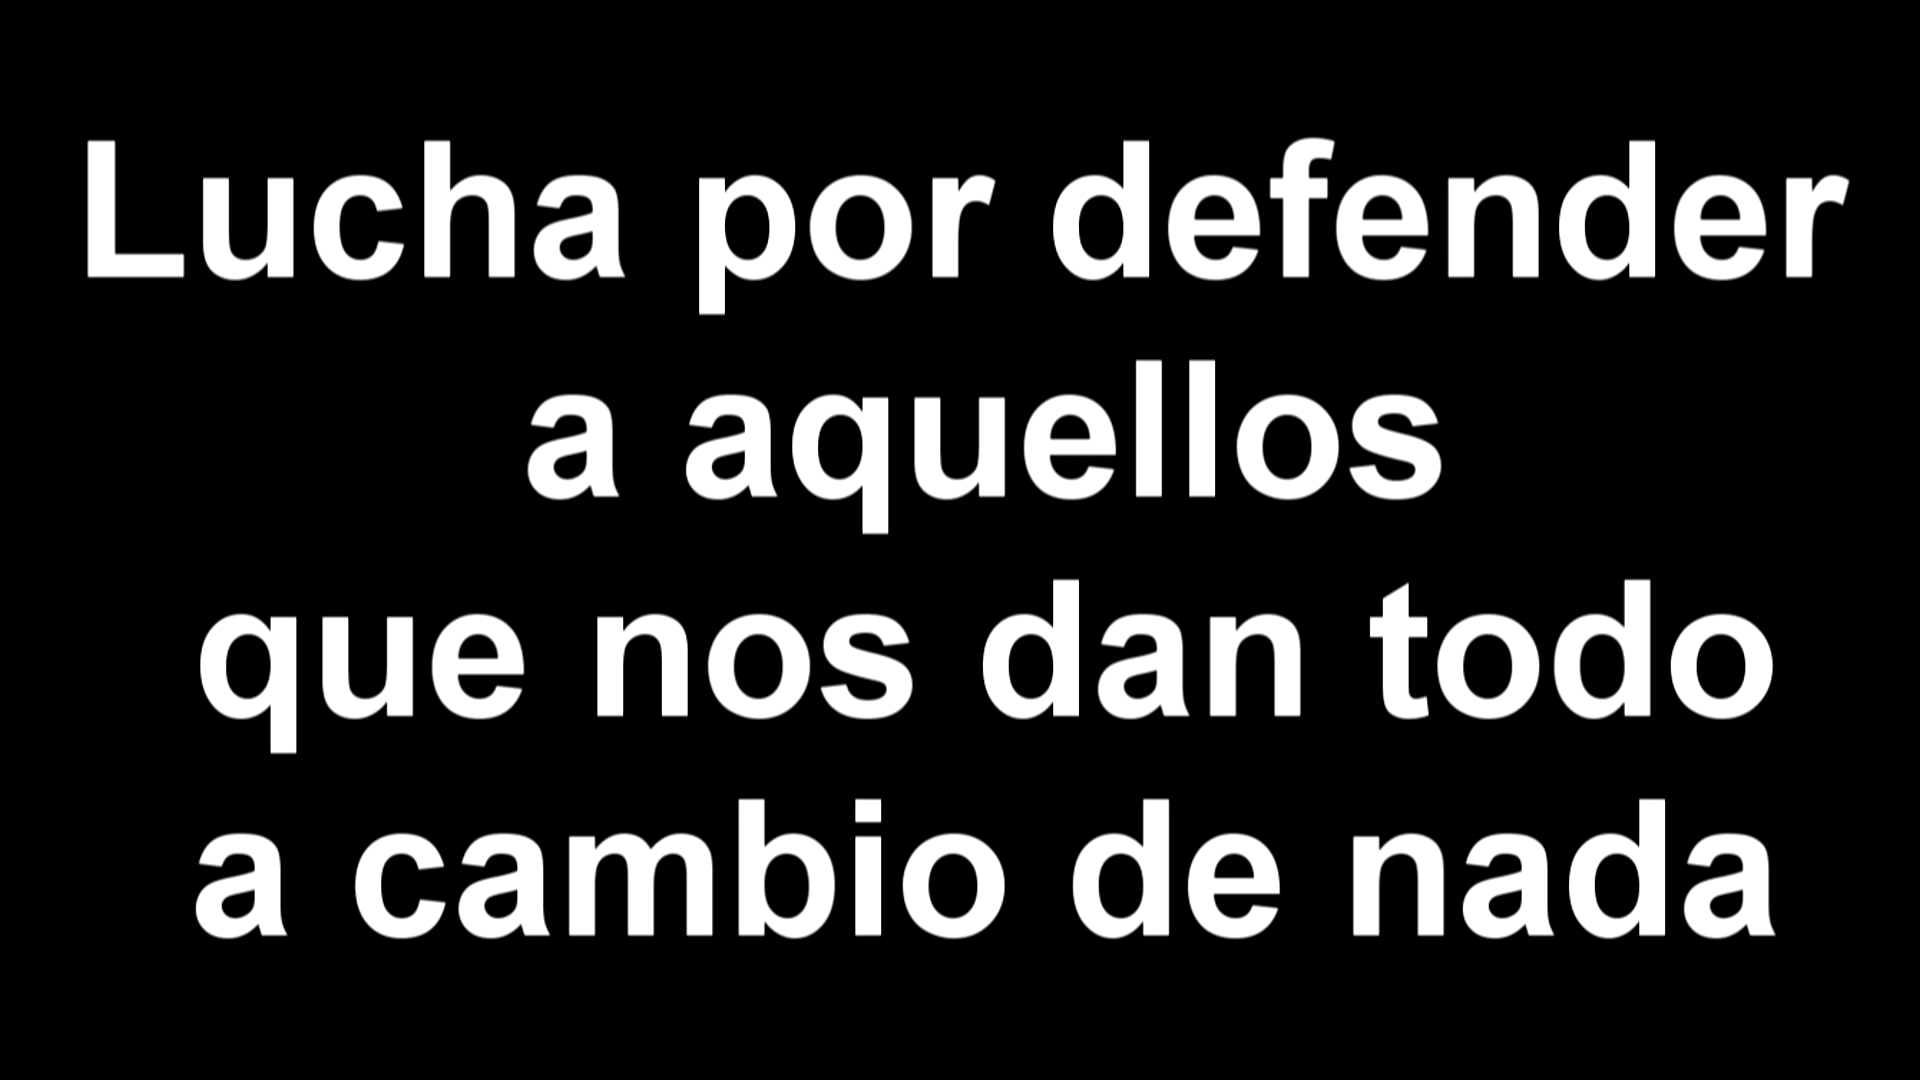 Lucha por defender
a aquellos
que nos dan todo
a cambio de nada